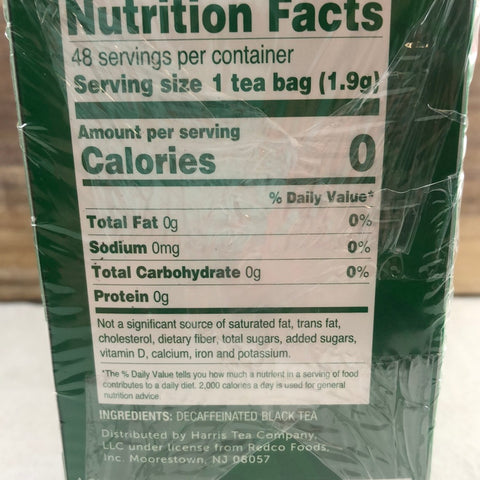 Nutrition Facts
48 servings per container
Serving size 1 tea bag (1.9g)
Amount per serving
Calories 0
% Daily Value*
Total Fat 0g 0%
Sodium 0mg 0%
Total Carbohydrate 0g 0%
Protein 0g
Not a significant source of saturated fat, trans fat,
cholesterol, dietary fiber, total sugars, added sugars,
vitamin D, calcium, iron and potassium.
*The % Daily Value tells you how much a nutrient in a serving of food
contributes to a daily diet. 2,000 calories a day is used for general
nutrition advice.
INGREDIENTS: DECAFFEINATED BLACK TEA
Distributed by Harris Tea Company,
LLC under license from Redco Foods,
Inc. Moorestown, NJ 08057